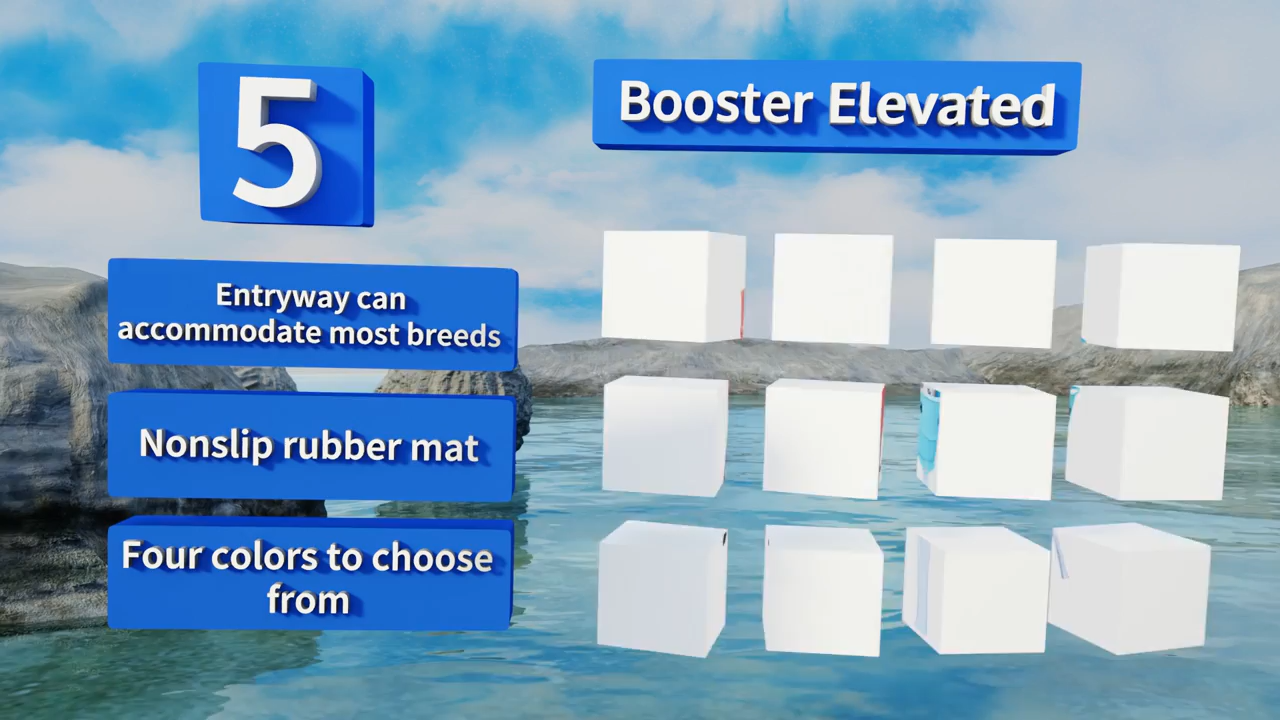 5
Booster Elevated
Entryway can
accommodate most breeds
Nonslip rubber mat
Four colors to choose
from